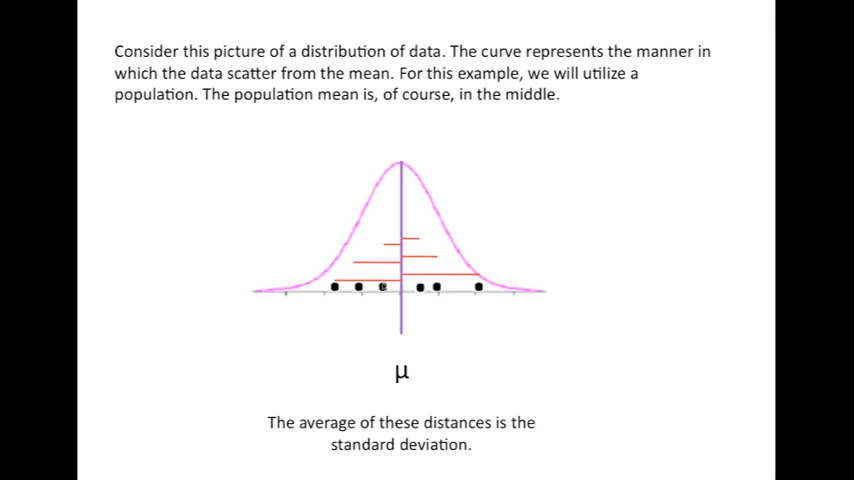 Consider this picture of a distribution of data. The curve represents the manner in
which the data scatter from the mean. For this example, we will utilize a
population. The population mean is, of course, in the middle.
μ
The average of these distances is the
standard deviation.